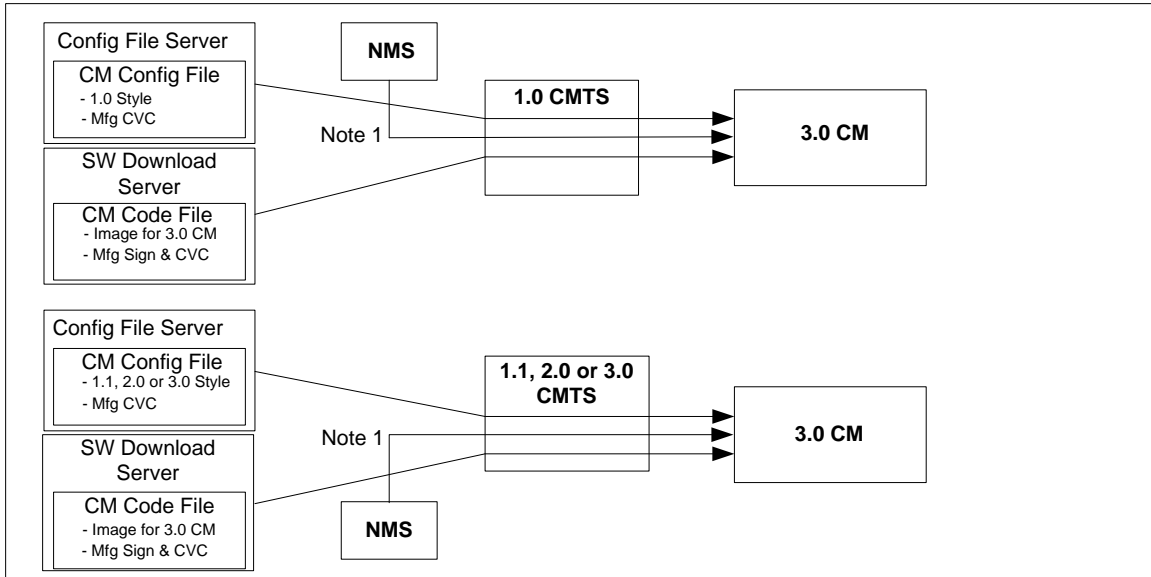 Config File Server
CM Config File
- 1.0 Style
- Mfg CVC
SW Download
Server
CM Code File
- Image for 3.0 CM
- Mfg Sign & CVC
NMS
Note 1
1.0 CMTS
3.0 CM
Config File Server
CM Config File
- 1.1, 2.0 or 3.0 Style
- Mfg CVC
SW Download
Server
CM Code File
- Image for 3.0 CM
- Mfg Sign & CVC
Note 1
NMS
1.1, 2.0 or 3.0
CMTS
3.0 CM